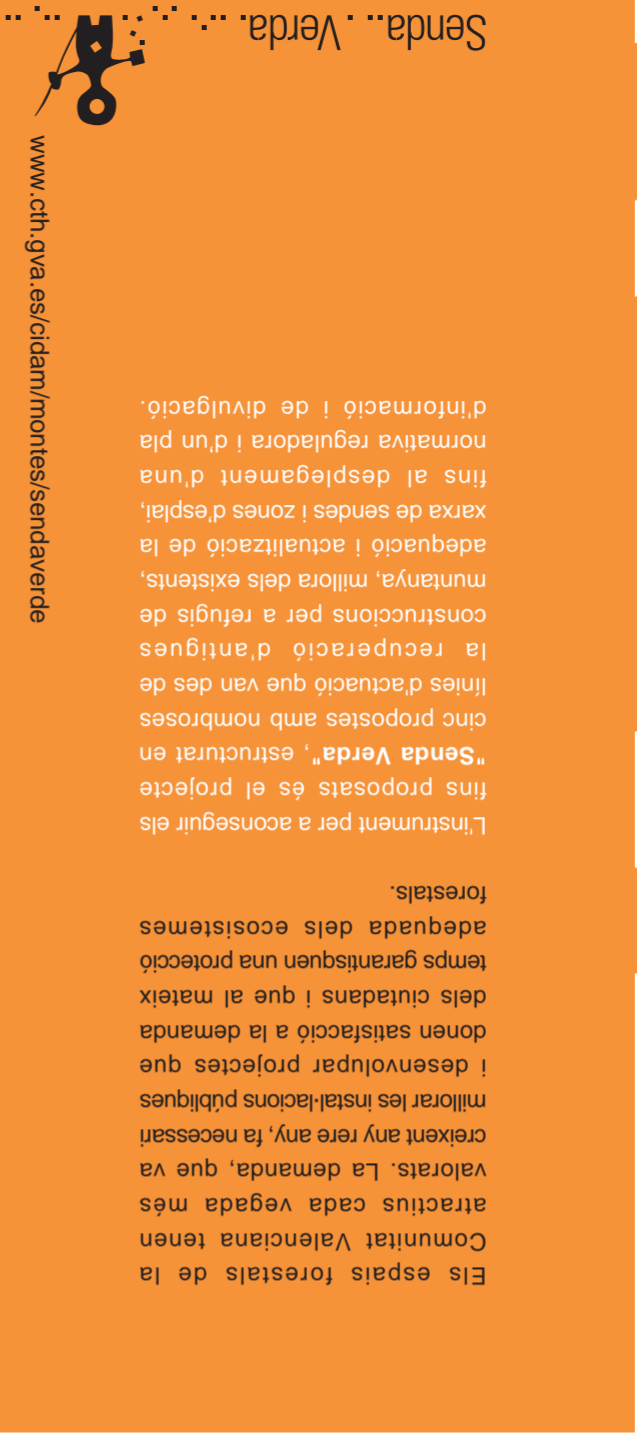 Els espais forestals de la
Comunitat Valenciana tenen
atractius cada vegada més
valorats. La demanda, que va
creixent any rere any, fa necessari
millorar les instal·lacions públiques
i desenvolupar projectes que
donen satisfacció a la demanda
dels ciutadans i que al mateix
temps garantisquen una protecció
adequada dels ecosistemes
forestals.
L'instrument per a aconseguir els
fins proposats és el projecte
"Senda Verda", estructurat en
cinc propostes amb nombroses
línies d'actuació que van des de
la recuperació d'antigues
construccions per a refugis de
muntanya, millora dels existents,
adequació i actualització de la
xarxa de sendes i zones d'esplai,
fins al desplegament d'una
normativa reguladora i d'un pla
d'informació i de divulgació.
www.cth.gva.es/cidam/montes/sendaverde
Senda Verda